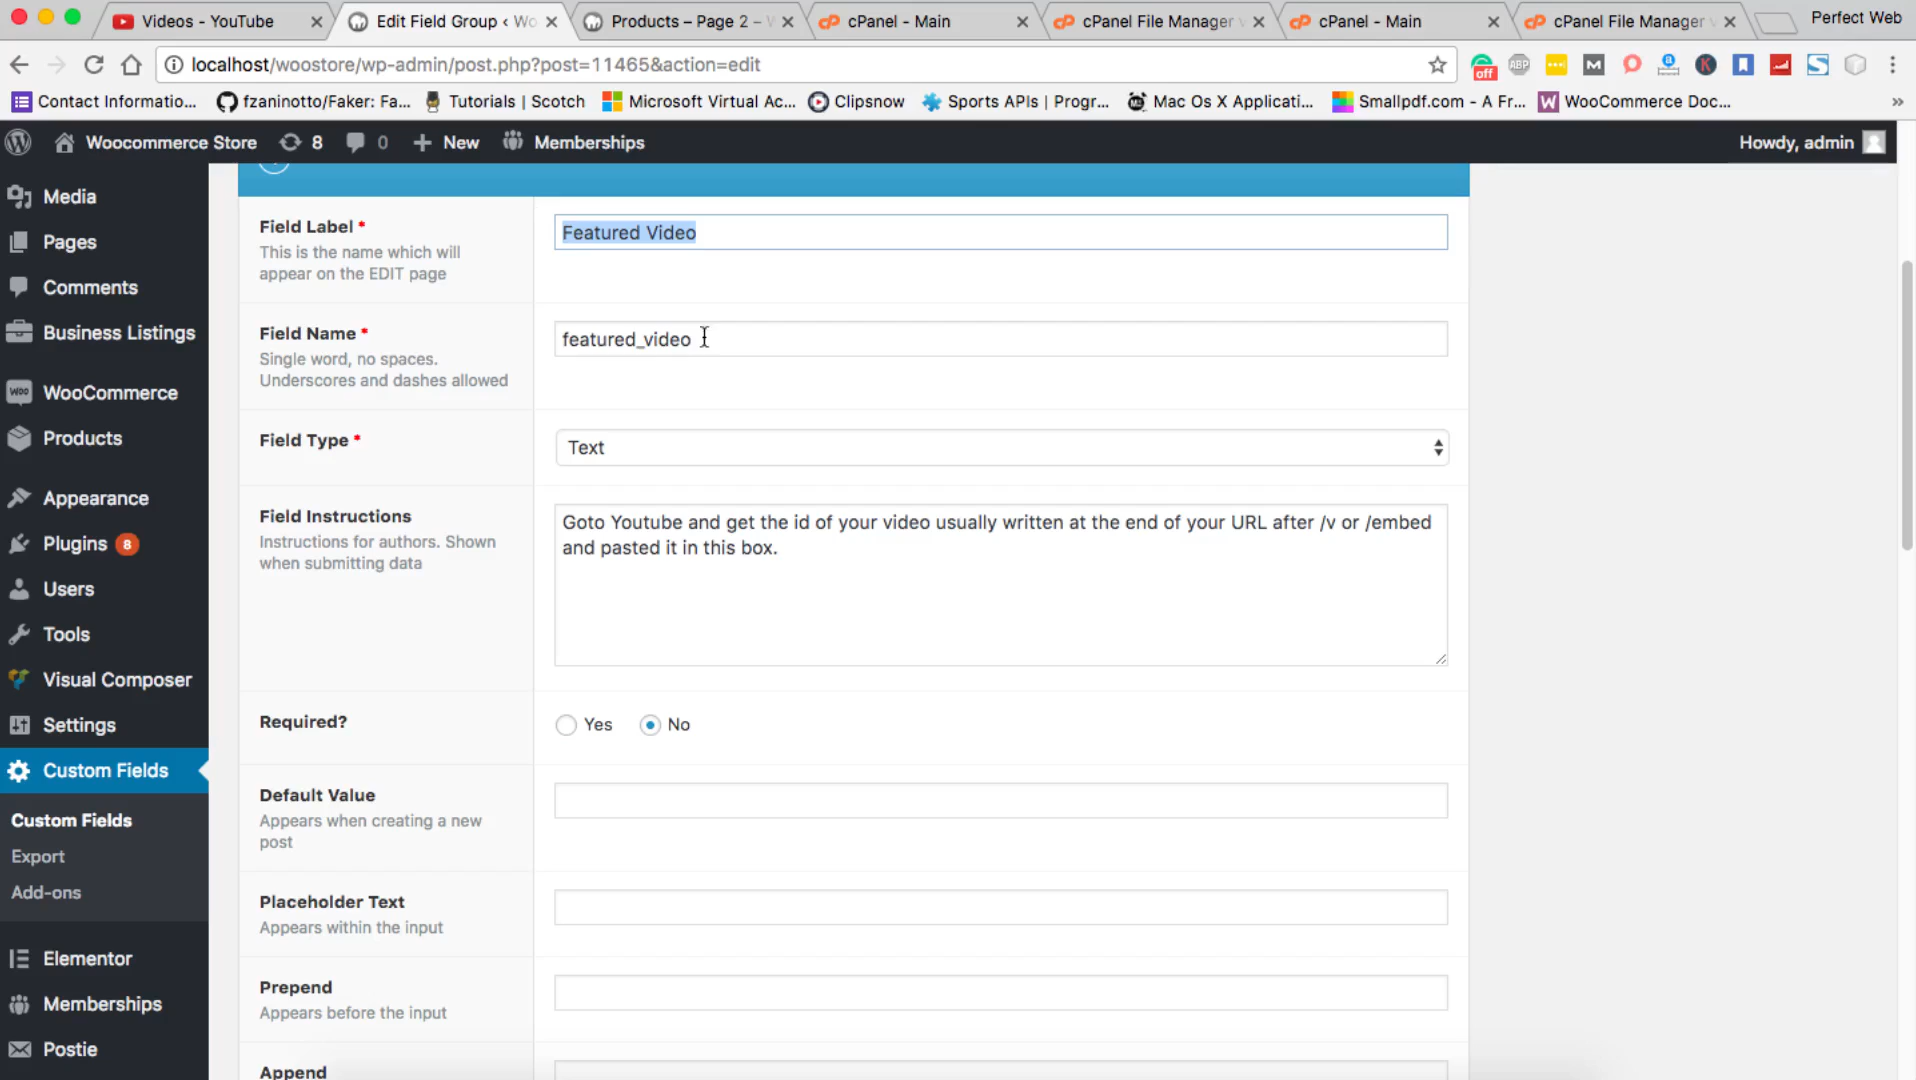 Videos - YouTube
Edit Field Group ‹ Wo
Products – Page 2 –
cPanel - Main
cPanel File Manager
cPanel - Main
cPanel File Manager
Perfect Web
localhost/woostore/wp-admin/post.php?post=11465&action=edit
off
ABP
Contact Informatio...
fzaninotto/Faker: Fa...
Tutorials | Scotch
Microsoft Virtual Ac...
Clipsnow
Sports APIs | Progr...
Mac Os X Applicati...
Smallpdf.com - A Fr...
WooCommerce Doc...
Woocommerce Store
8
0
New
Memberships
Howdy, admin
Media
Pages
Comments
Business Listings
WooCommerce
Products
Appearance
Plugins 8
Users
Tools
Visual Composer
Settings
Custom Fields
Custom Fields
Export
Add-ons
Elementor
Memberships
Postie
Field Label *
This is the name which will
appear on the EDIT page
Featured Video
Field Name *
Single word, no spaces.
Underscores and dashes allowed
featured_video
Field Type *
Text
Field Instructions
Instructions for authors. Shown
when submitting data
Goto Youtube and get the id of your video usually written at the end of your URL after /v or /embed
and pasted it in this box.
Required?
Yes
No
Default Value
Appears when creating a new
post
Placeholder Text
Appears within the input
Prepend
Appears before the input
Append